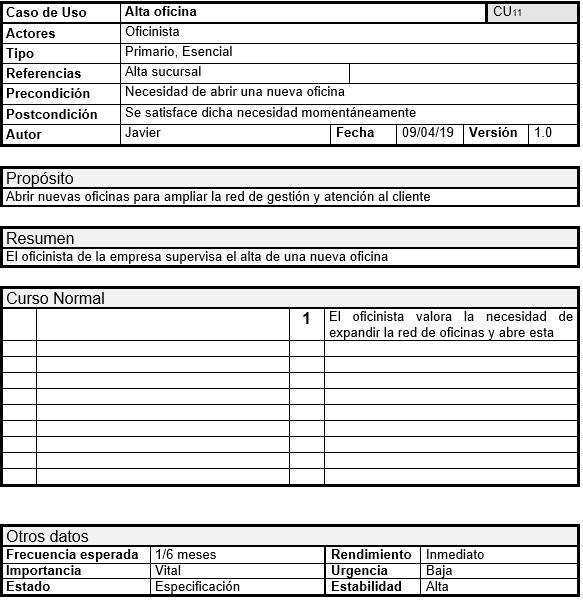 Caso de Uso Alta oficina CU11
Actores Oficinista
Tipo Primario, Esencial
Referencias Alta sucursal
Precondición Necesidad de abrir una nueva oficina
Postcondición Se satisface dicha necesidad momentáneamente
Autor Javier Fecha 09/04/19 Versión 1.0
Propósito
Abrir nuevas oficinas para ampliar la red de gestión y atención al cliente
Resumen
El oficinista de la empresa supervisa el alta de una nueva oficina
Curso Normal
1 El oficinista valora la necesidad de
expandir la red de oficinas y abre esta
Otros datos
Frecuencia esperada 1/6 meses Rendimiento Inmediato
Importancia Vital Urgencia Baja
Estado Especificación Estabilidad Alta